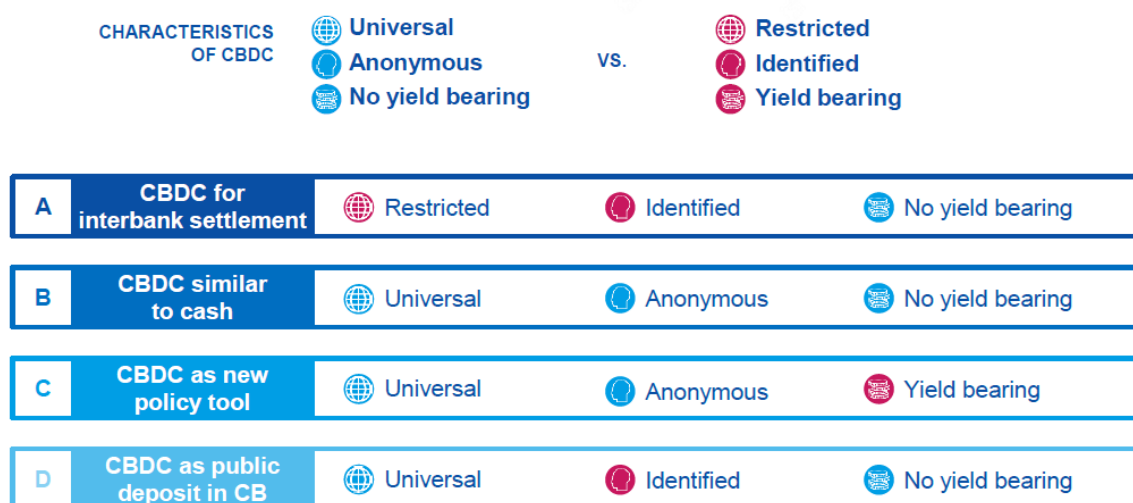 CHARACTERISTICS
OF CBDC
Universal
Anonymous
No yield bearing
VS.
Restricted
Identified
Yield bearing
A
CBDC for
interbank settlement
Restricted
Identified
No yield bearing
B
CBDC similar
to cash
Universal
Anonymous
No yield bearing
C
CBDC as new
policy tool
Universal
Anonymous
Yield bearing
D
CBDC as public
deposit in CB
Universal
Identified
No yield bearing